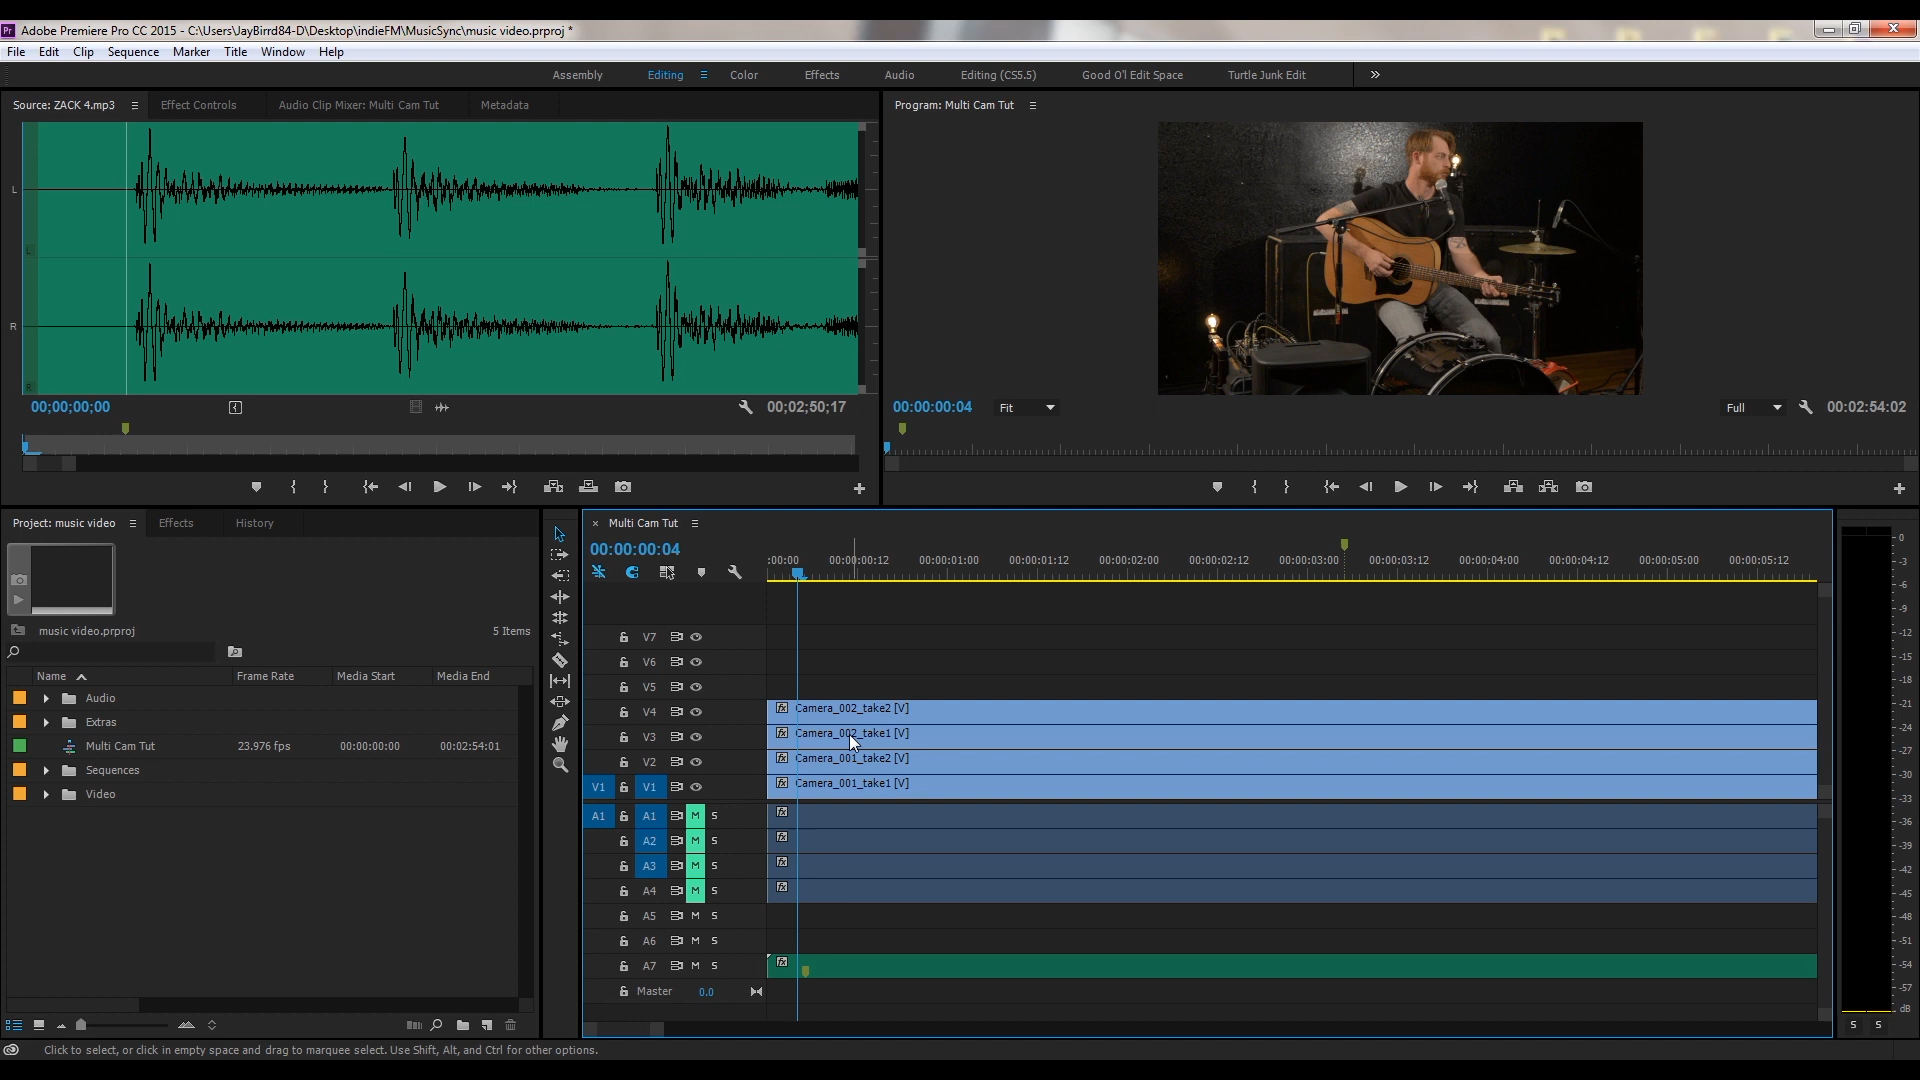 Adobe Premiere Pro CC 2015 - C:\Users\JayBirrd84-D\Desktop\indieFM\MusicSync\music video.prproj *
File Edit Clip Sequence Marker Title Window Help
Assembly Editing Color Effects Audio Editing (CS5.5) Good O'l Edit Space Turtle Junk Edit
Source: ZACK 4.mp3 Effect Controls Audio Clip Mixer: Multi Cam Tut Metadata
Program: Multi Cam Tut
L
L
R
R
00;00;00;00 00;02;50;17
00:00:00:04 Fit Full 00:02:54:02
Project: music video Effects History
music video.prproj 5 Items
Name Frame Rate Media Start Media End
Audio
Extras
Multi Cam Tut 23.976 fps 00:00:00:00 00:02:54:01
Sequences
Video
Multi Cam Tut
00:00:00:04
:00:00 00:00:00:12 00:00:01:00 00:00:01:12 00:00:02:00 00:00:02:12 00:00:03:00 00:00:03:12 00:00:04:00 00:00:04:12 00:00:05:00 00:00:05:12
V7
V6
V5
V4 fx Camera_002_take2 [V]
V3 fx Camera_002_take1 [V]
V2 fx Camera_001_take2 [V]
V1 V1 fx Camera_001_take1 [V]
A1 A1 M S fx
A2 M S fx
A3 M S fx
A4 M S fx
A5 M S
A6 M S
A7 M S fx
Master 0.0
0
-3
-6
-9
-12
-15
-18
-21
-24
-27
-30
-33
-36
-39
-42
-45
-48
-51
-54
-57
dB
S S
Click to select, or click in empty space and drag to marquee select. Use Shift, Alt, and Ctrl for other options.